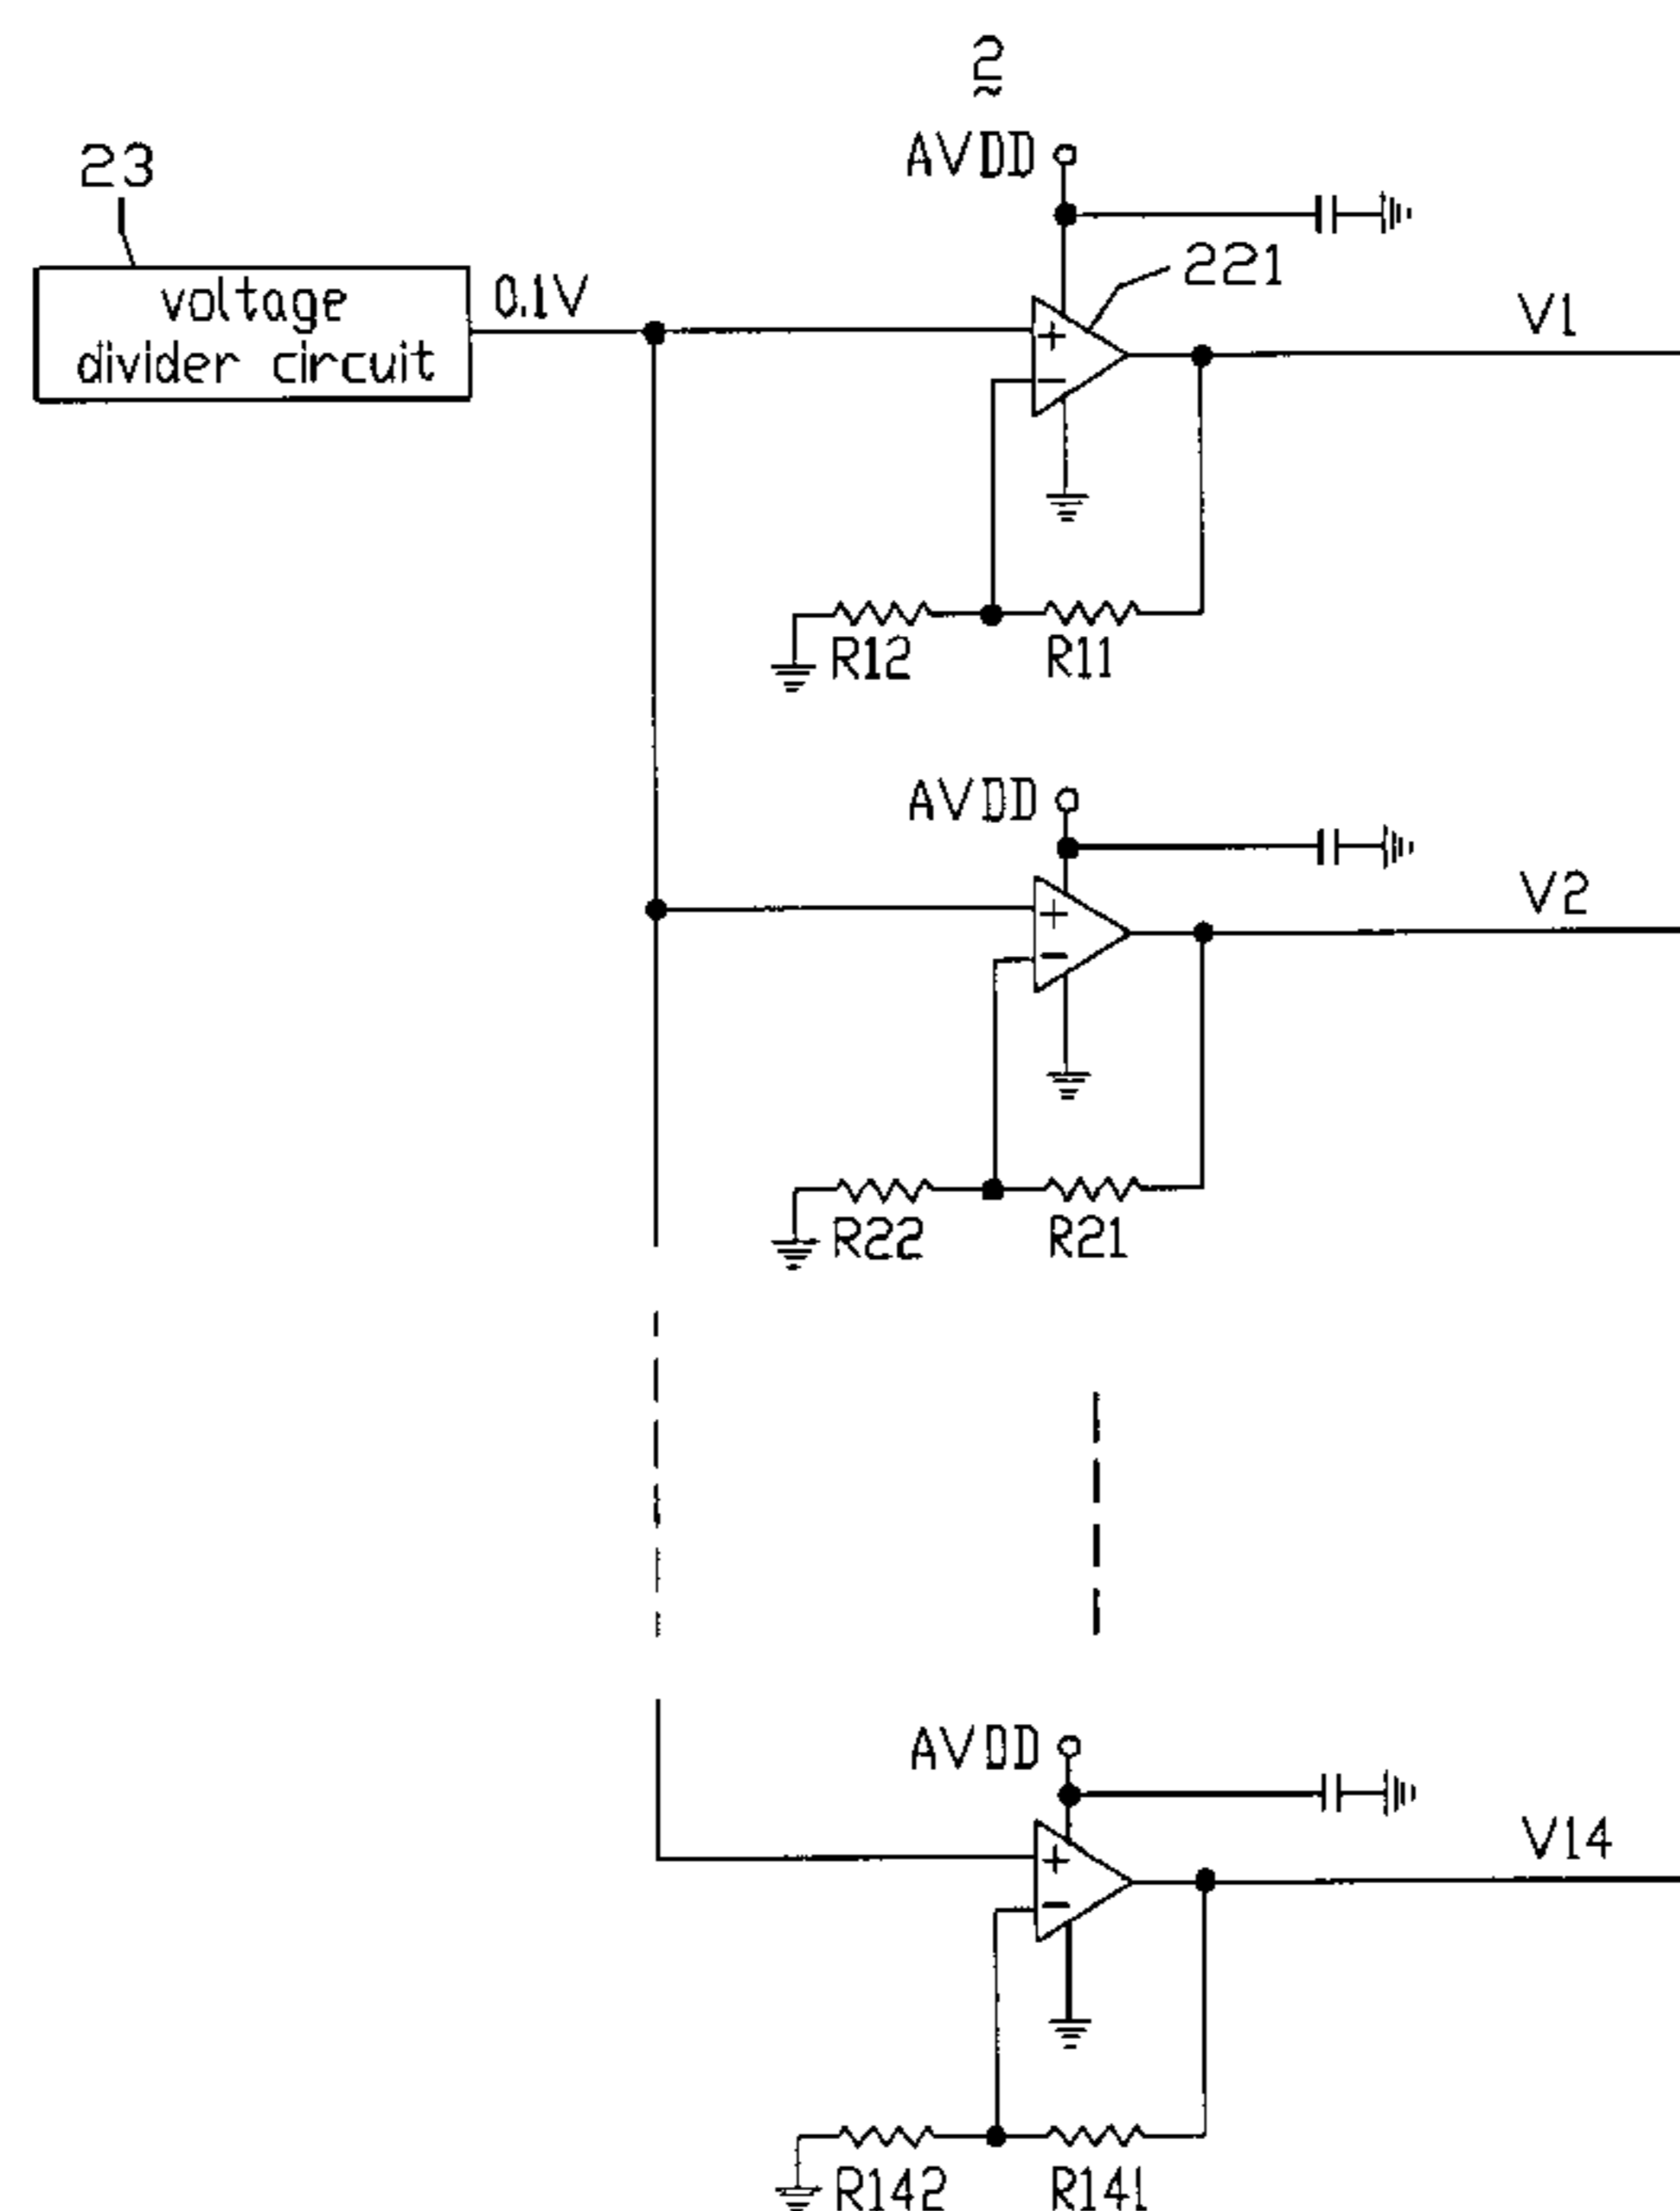 2
AVDD
23
221
voltage
divider circuit
0.1V
+
−
V1
R12
R11
AVDD
V2
+
−
R22
R21
AVDD
V14
+
−
R142
R141